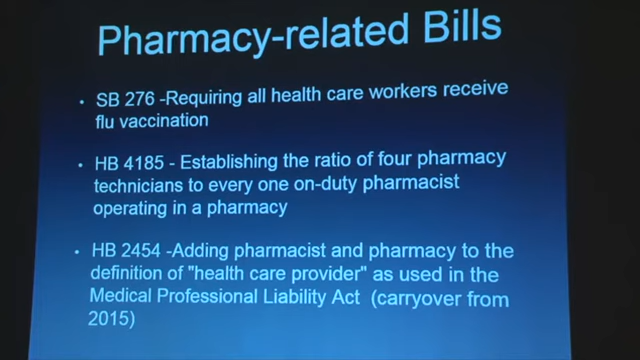 Pharmacy-related Bills
• SB 276 -Requiring all health care workers receive
flu vaccination
• HB 4185 - Establishing the ratio of four pharmacy
technicians to every one on-duty pharmacist
operating in a pharmacy
• HB 2454 -Adding pharmacist and pharmacy to the
definition of "health care provider" as used in the
Medical Professional Liability Act (carryover from
2015)